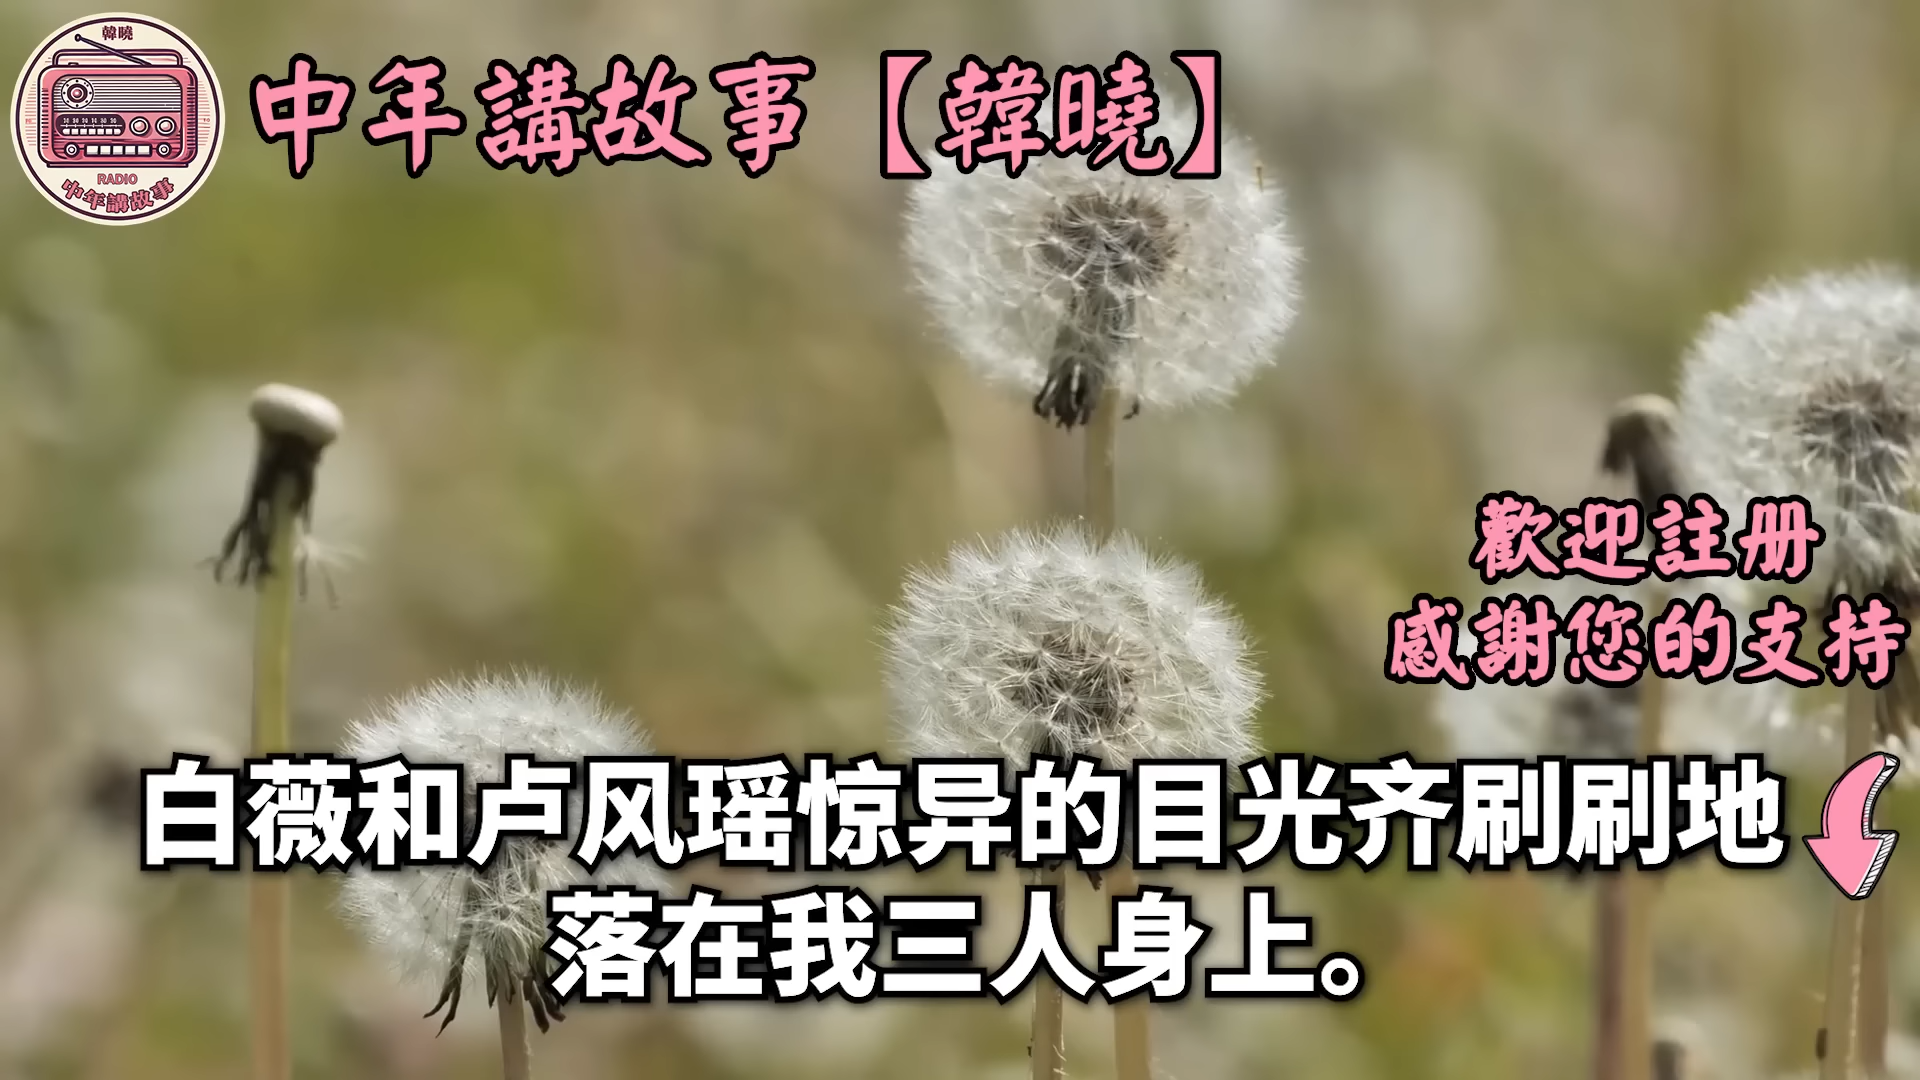 韓曉
RADIO
中年講故事
中年講故事【韓曉】
歡迎註册
感謝您的支持
白薇和卢风瑶惊异的目光齐刷刷地
落在我三人身上。